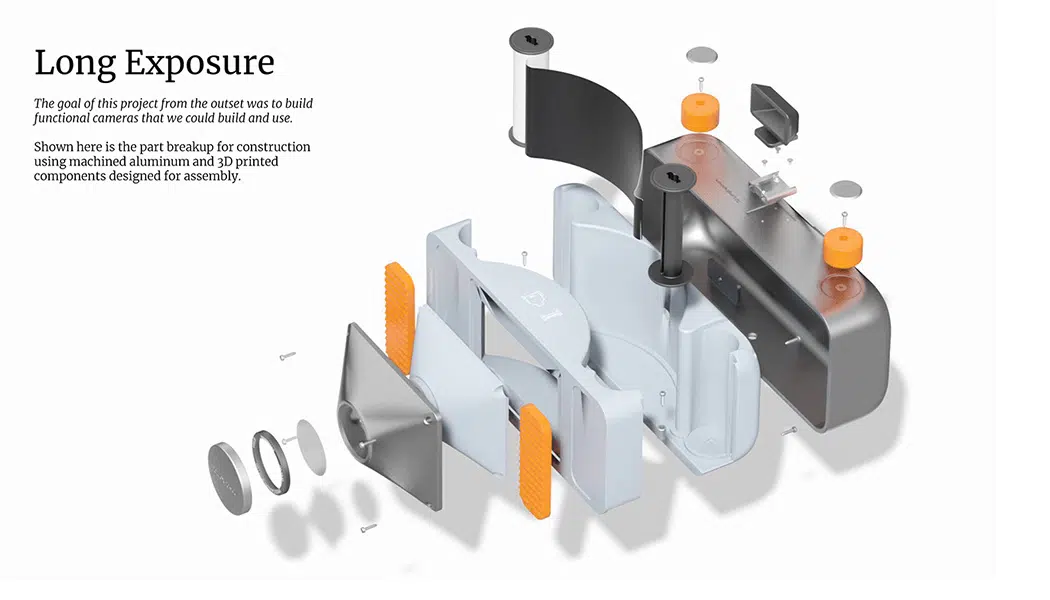 Long Exposure
The goal of this project from the outset was to build
functional cameras that we could build and use.
Shown here is the part breakup for construction
using machined aluminum and 3D printed
components designed for assembly.